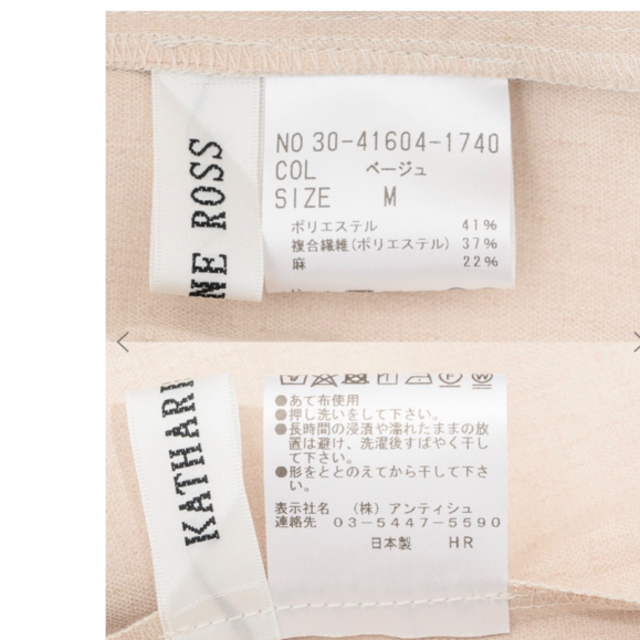 NE ROSS
NO 30-41604-1740
COL ベージュ
SIZE M
ポリエステル 41%
複合繊維(ポリエステル) 37%
麻 22%
KATHARI
●あて布使用
●押し洗いをして下さい。
●長時間の浸漬や濡れたままの放
置は避け、洗濯後すばやく干し
て下さい。
●形をととのえてから干して下さ
い。
表示社名 (株) アンティシュ
連絡先 03-5447-5590
日本製 HR